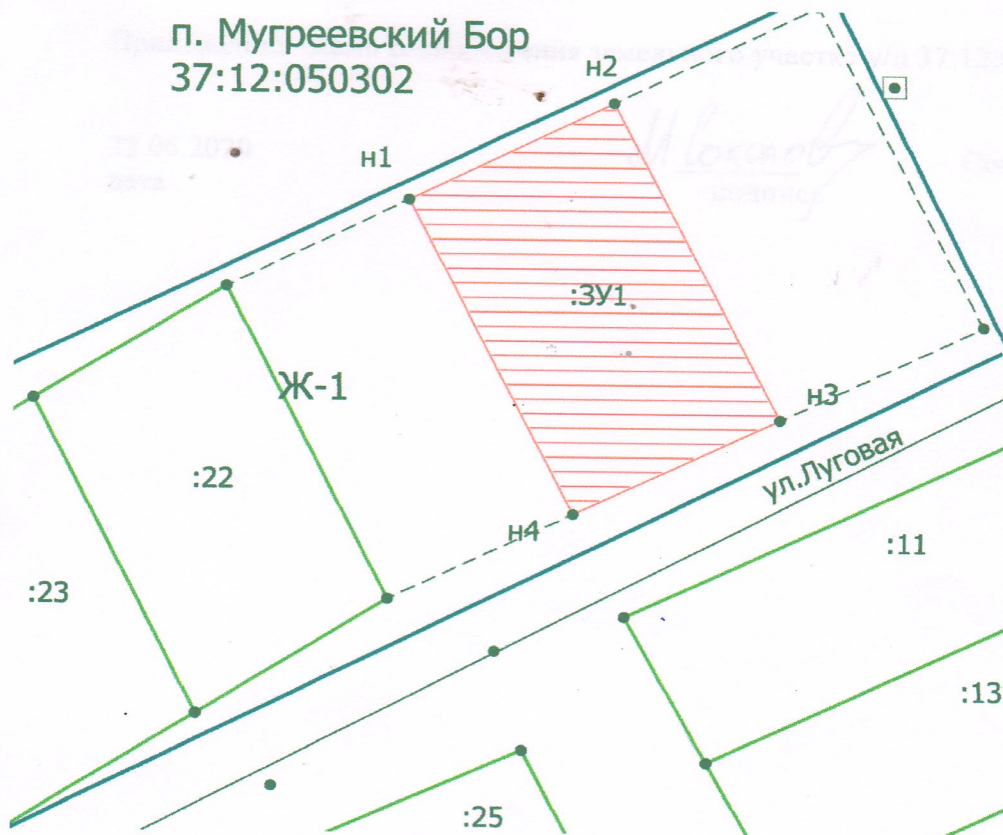 п. Мугреевский Бор
37:12:050302
н2
н1
:ЗУ1
Ж-1
н3
:22
ул.Луговая
н4
:11
:23
:13
:25